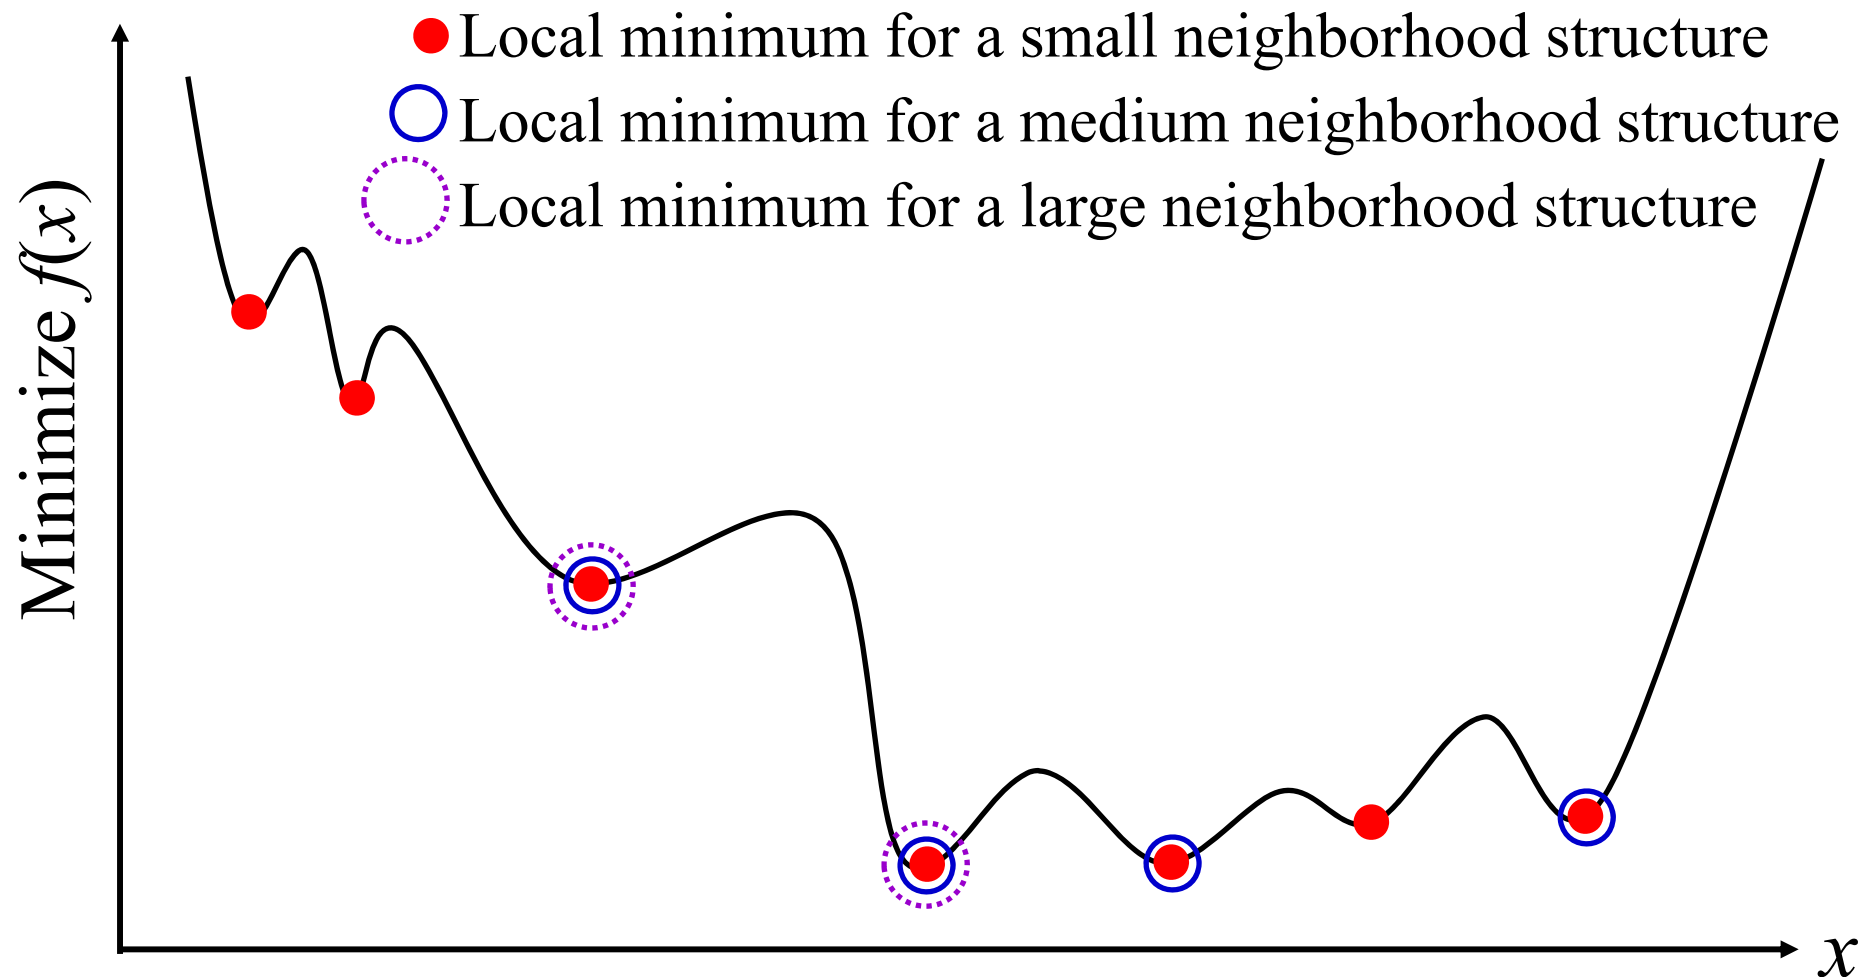 Local minimum for a small neighborhood structure
Local minimum for a medium neighborhood structure
Local minimum for a large neighborhood structure
Minimize f(x)
x